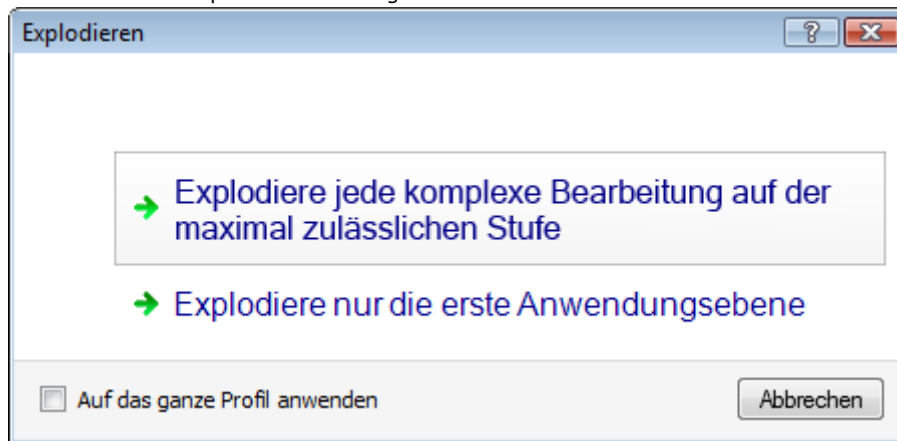 Explodieren
Explodiere jede komplexe Bearbeitung auf der
maximal zulässlichen Stufe
Explodiere nur die erste Anwendungsebene
Auf das ganze Profil anwenden
Abbrechen